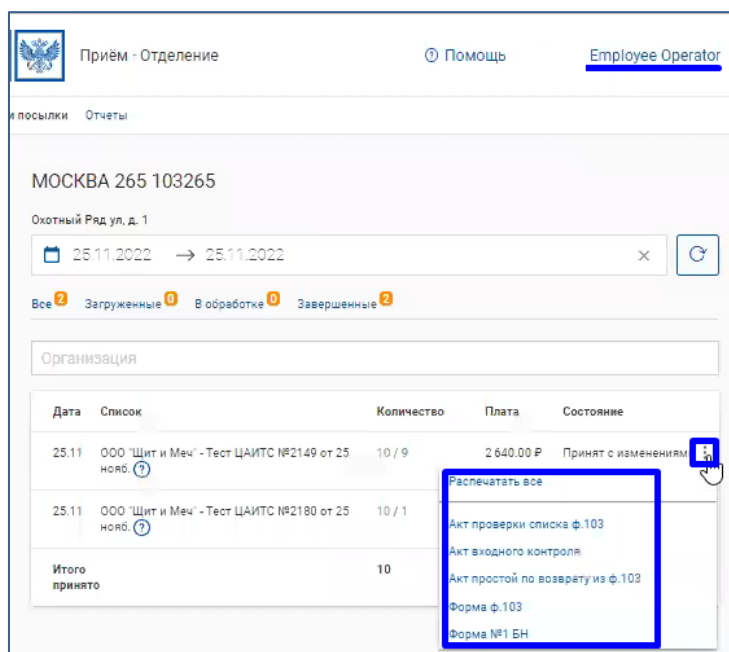 Приём - Отделение
Помощь
Employee Operator
и посылки Отчеты
МОСКВА 265 103265
Охотный Ряд ул, д. 1
25.11.2022 → 25.11.2022
Все 2 Загруженные 0 В обработке 0 Завершенные 2
Организация
Дата Список Количество Плата Состояние
25.11 ООО "Щит и Меч" - Тест ЦАИТС №2149 от 25 10 / 9 2 640.00 ₽ Принят с изменениям
нояб.
Распечатать все
25.11 ООО "Щит и Меч" - Тест ЦАИТС №2180 от 25 10 / 1
нояб.
Акт проверки списка ф.103
Акт входного контроля
Итого 10
принято
Акт простой по возврату из ф.103
Форма ф.103
Форма №1 БН